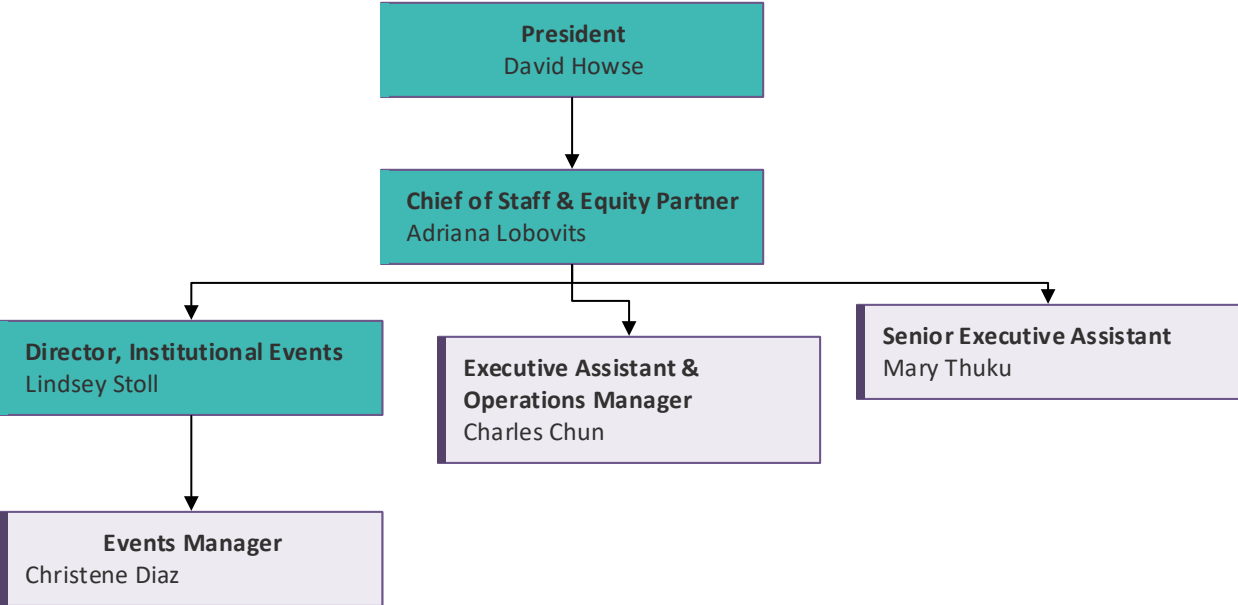 President
David Howse
Chief of Staff & Equity Partner
Adriana Lobovits
Director, Institutional Events
Lindsey Stoll
Executive Assistant &
Operations Manager
Charles Chun
Senior Executive Assistant
Mary Thuku
Events Manager
Christene Diaz